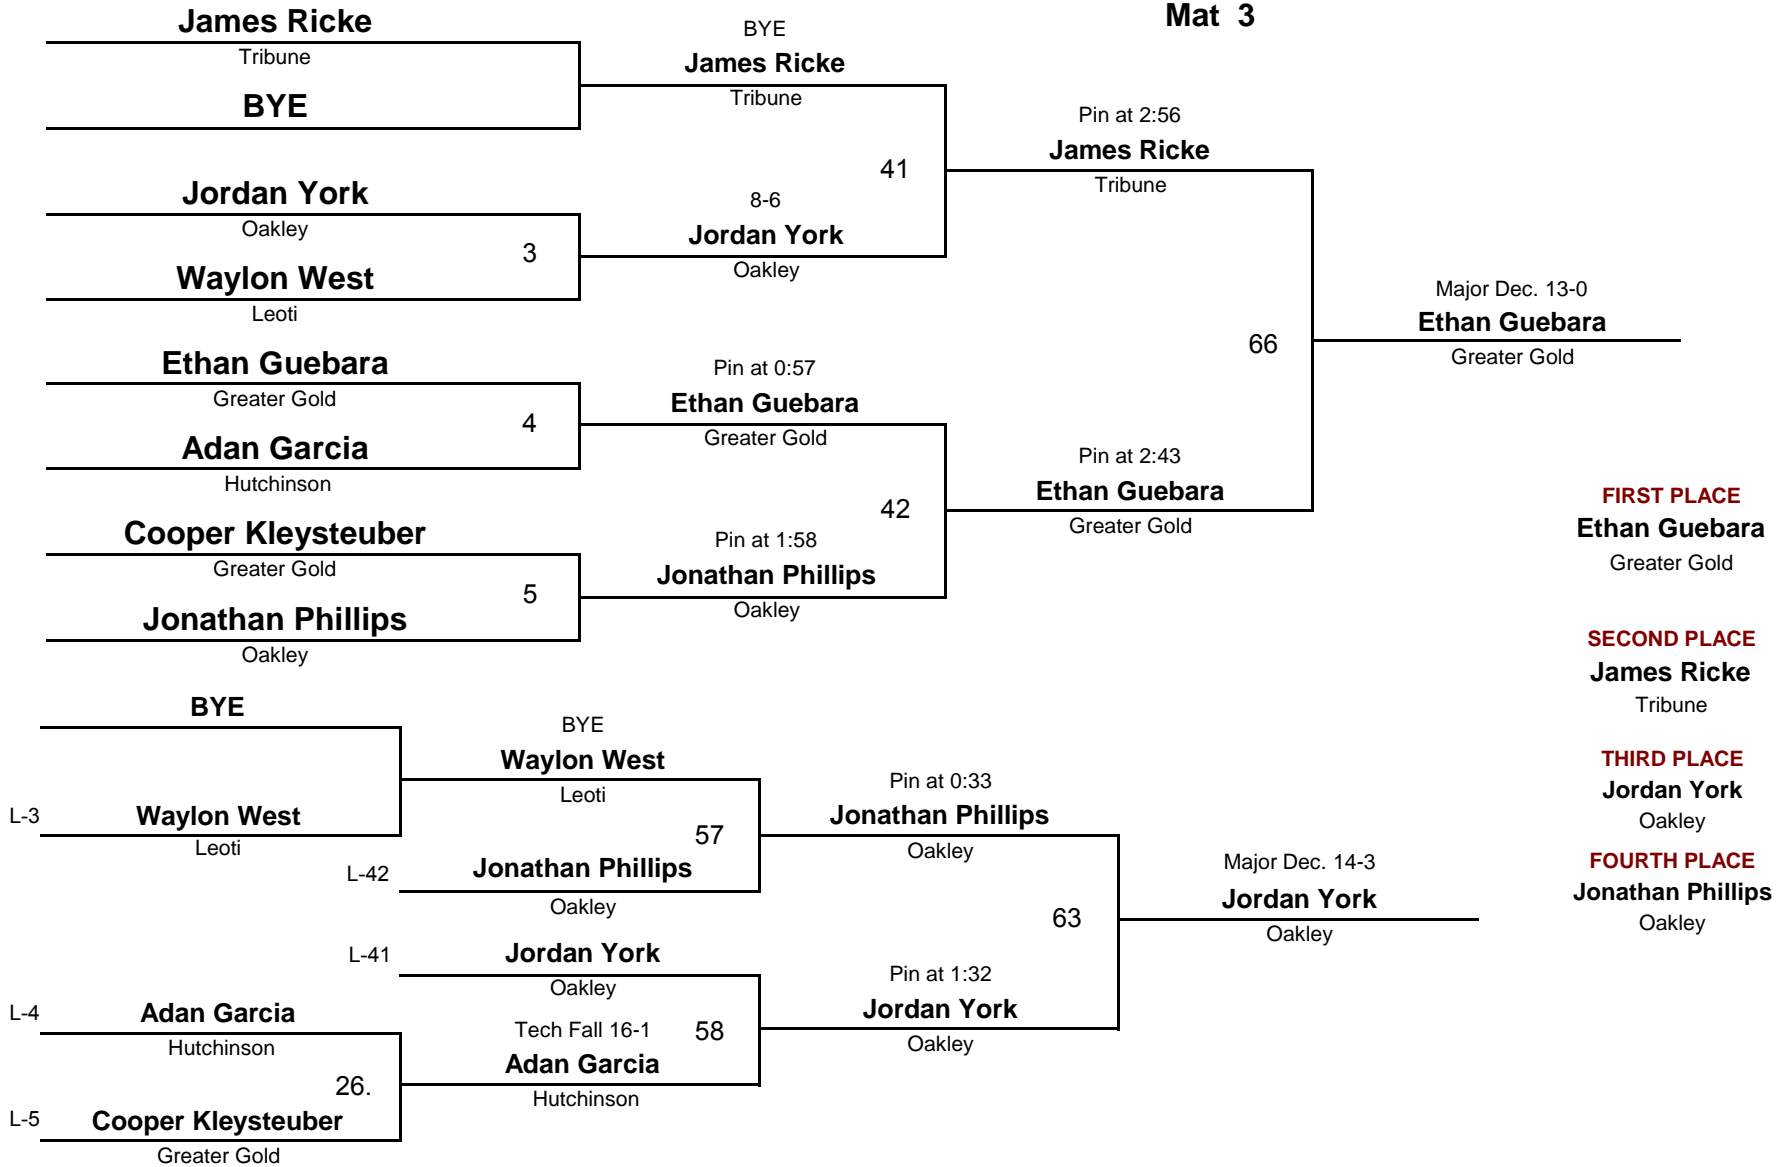 James Ricke
Tribune
BYE
Jordan York
Oakley
3
Waylon West
Leoti
Ethan Guebara
Greater Gold
4
Adan Garcia
Hutchinson
Cooper Kleysteuber
Greater Gold
5
Jonathan Phillips
Oakley
BYE
James Ricke
Tribune
41
8-6
Jordan York
Oakley
Pin at 0:57
Ethan Guebara
Greater Gold
42
Pin at 1:58
Jonathan Phillips
Oakley
Mat 3
Pin at 2:56
James Ricke
Tribune
66
Pin at 2:43
Ethan Guebara
Greater Gold
Major Dec. 13-0
Ethan Guebara
Greater Gold
FIRST PLACE
Ethan Guebara
Greater Gold
SECOND PLACE
James Ricke
Tribune
THIRD PLACE
Jordan York
Oakley
FOURTH PLACE
Jonathan Phillips
Oakley
BYE
L-3 Waylon West
Leoti
L-4 Adan Garcia
Hutchinson
26.
L-5 Cooper Kleysteuber
Greater Gold
BYE
Waylon West
Leoti
57
L-42 Jonathan Phillips
Oakley
L-41 Jordan York
Oakley
Tech Fall 16-1 58
Adan Garcia
Hutchinson
Pin at 0:33
Jonathan Phillips
Oakley
63
Pin at 1:32
Jordan York
Oakley
Major Dec. 14-3
Jordan York
Oakley